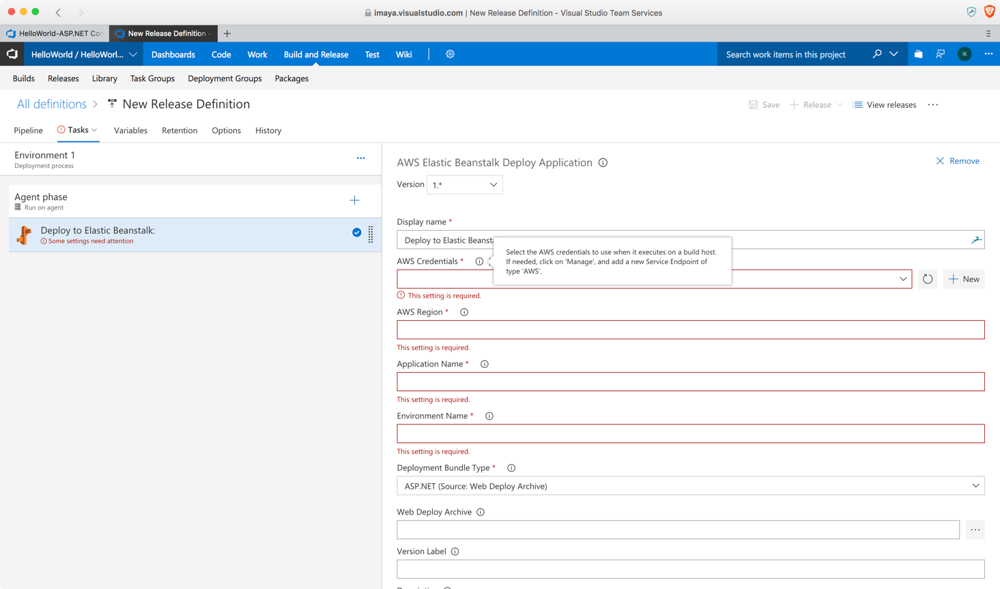 imaya.visualstudio.com | New Release Definition - Visual Studio Team Services
HelloWorld-ASP.NET Cor
New Release Definition -
HelloWorld / HelloWorl...
Dashboards
Code
Work
Build and Release
Test
Wiki
Search work items in this project
IK
Builds
Releases
Library
Task Groups
Deployment Groups
Packages
All definitions > New Release Definition
Save
Release
View releases
Pipeline
Tasks
Variables
Retention
Options
History
Environment 1
Deployment process
Agent phase
Run on agent
Deploy to Elastic Beanstalk:
Some settings need attention
AWS Elastic Beanstalk Deploy Application
Remove
Version
1.*
Display name *
Deploy to Elastic Beansta
Select the AWS credentials to use when it executes on a build host.
If needed, click on 'Manage', and add a new Service Endpoint of
type 'AWS'.
AWS Credentials *
New
This setting is required.
AWS Region *
This setting is required.
Application Name *
This setting is required.
Environment Name *
This setting is required.
Deployment Bundle Type *
ASP.NET (Source: Web Deploy Archive)
Web Deploy Archive
Version Label